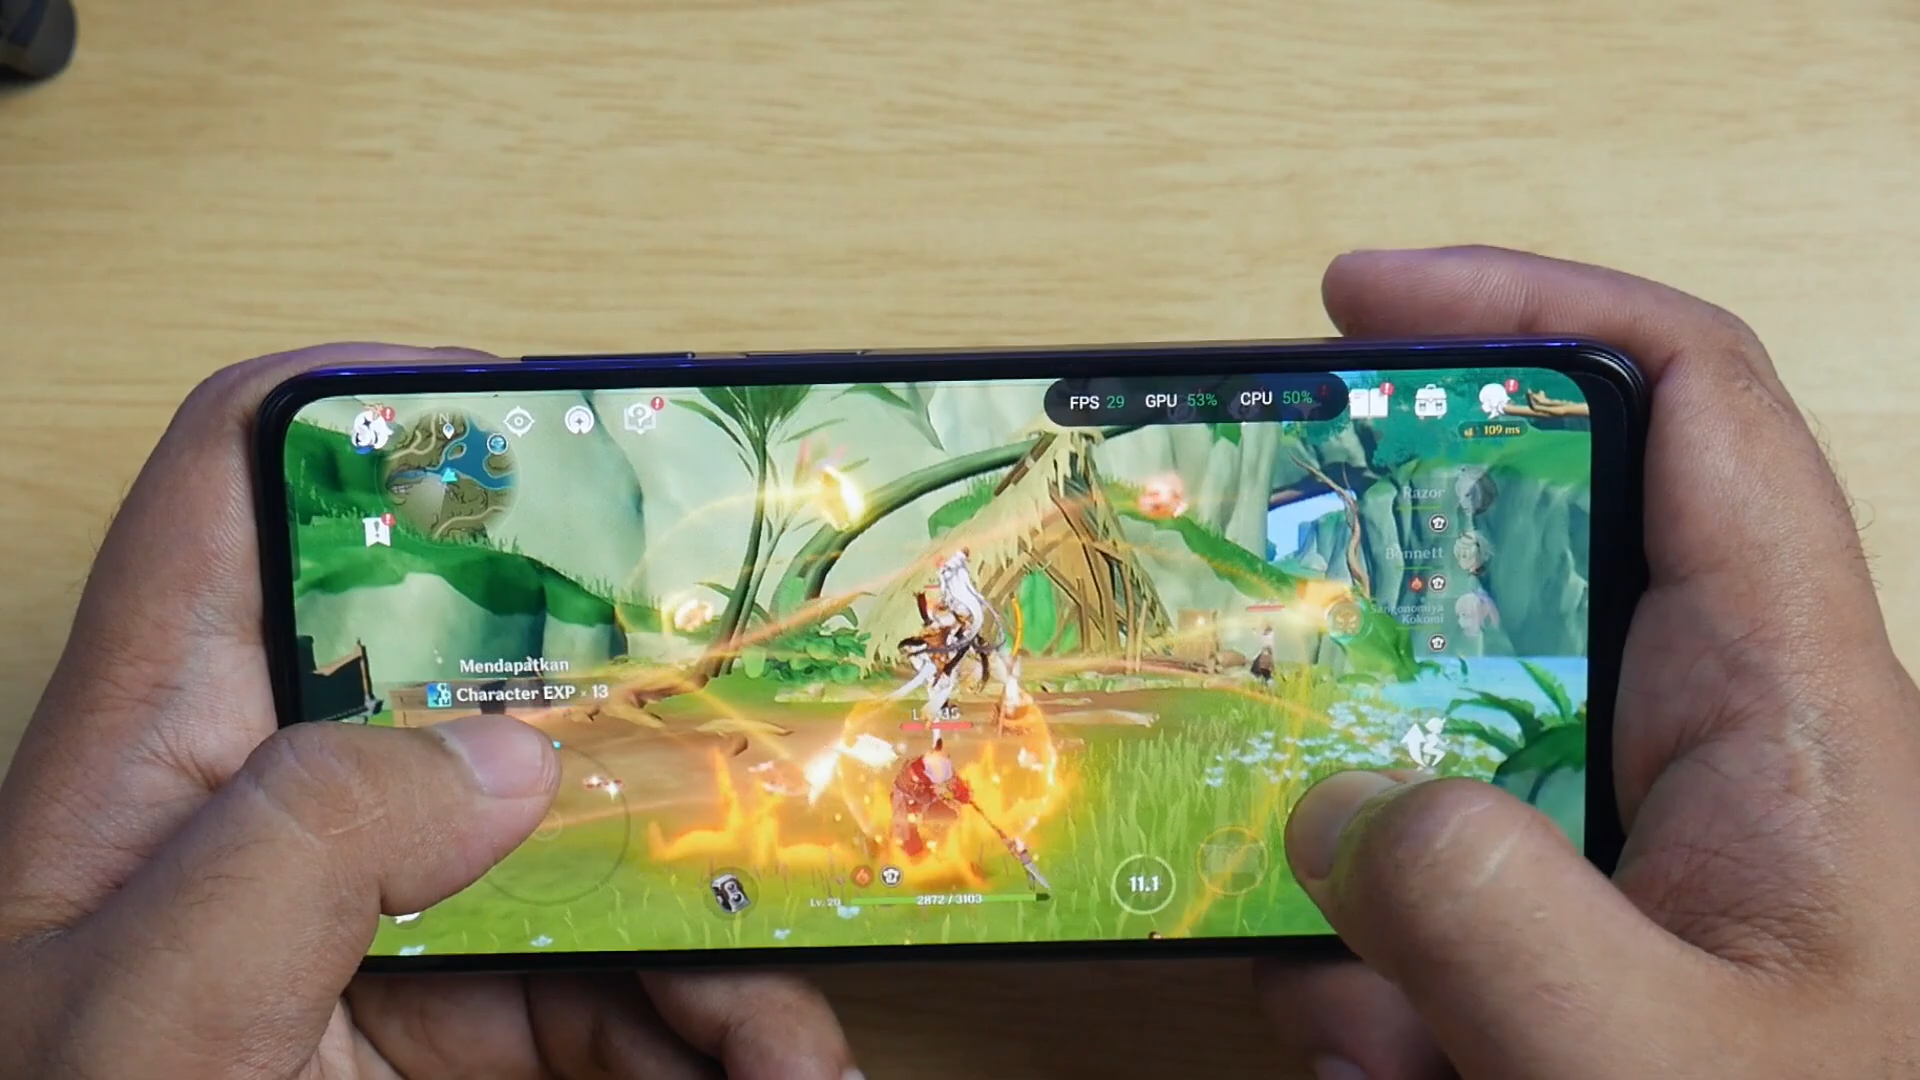 FPS 29 GPU 53% CPU 50%
N
109 ms
Razor
Bennett
Sangonomiya
Kokomi
Mendapatkan
Character EXP × 13
11.1
Lv. 20
2872 / 3103